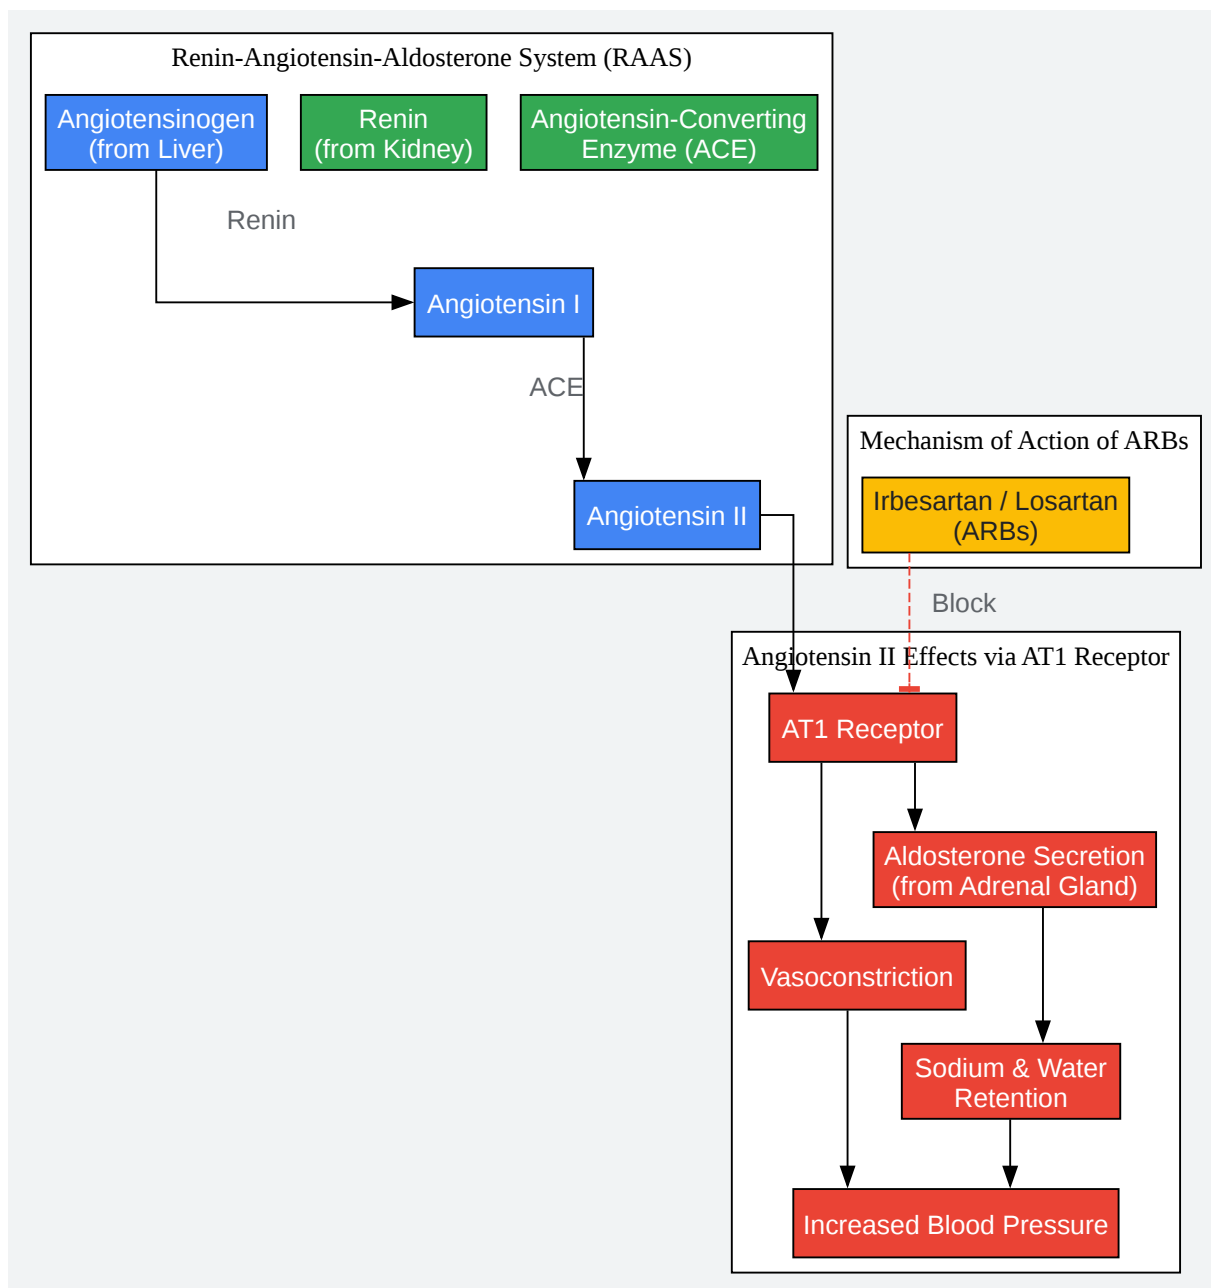 Renin-Angiotensin-Aldosterone System (RAAS)
Angiotensinogen
(from Liver)
Renin
(from Kidney)
Angiotensin-Converting
Enzyme (ACE)
Renin
Angiotensin I
ACE
Angiotensin II
Mechanism of Action of ARBs
Irbesartan / Losartan
(ARBs)
Block
Angiotensin II Effects via AT1 Receptor
AT1 Receptor
Aldosterone Secretion
(from Adrenal Gland)
Vasoconstriction
Sodium & Water
Retention
Increased Blood Pressure